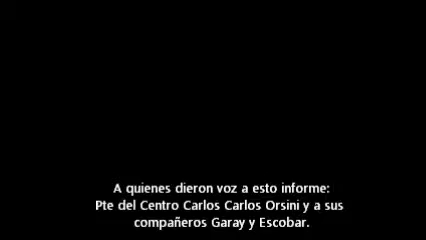 A quienes dieron voz a esto informe:
Pte del Centro Carlos Carlos Orsini y a sus
compañeros Garay y Escobar.